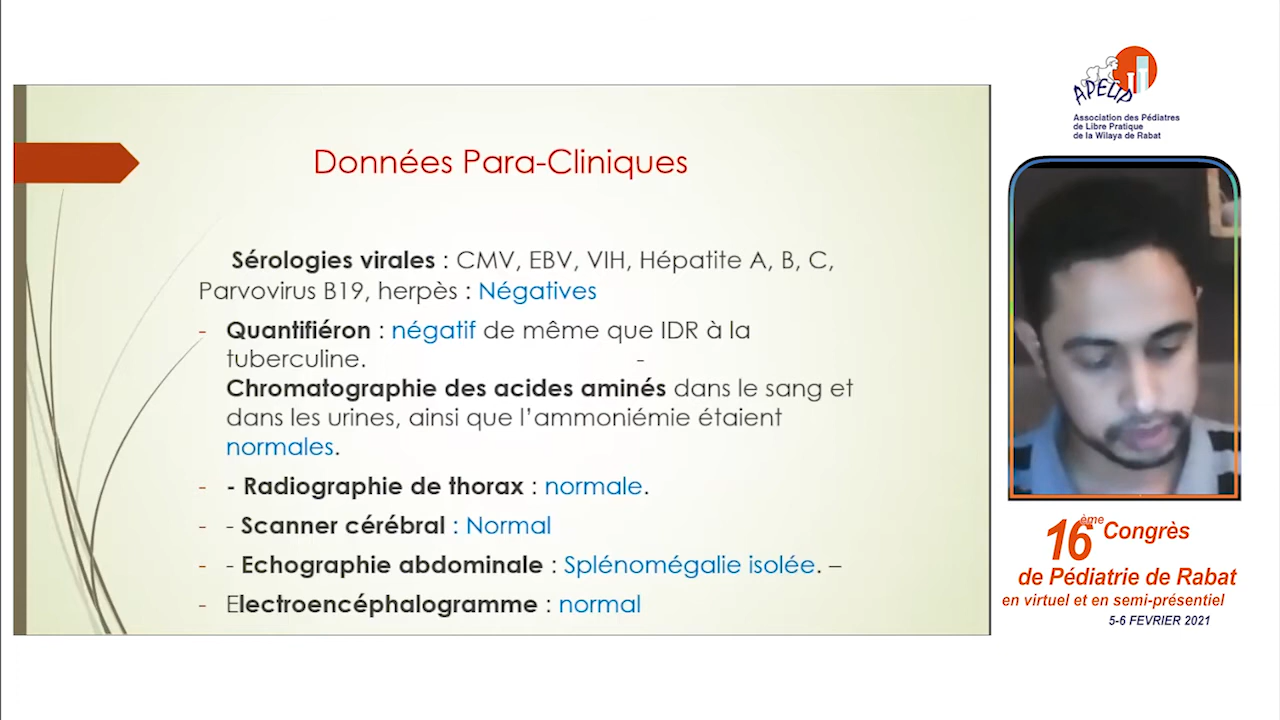 Données Para-Cliniques
Sérologies virales : CMV, EBV, VIH, Hépatite A, B, C,
Parvovirus B19, herpès : Négatives
- Quantifiéron : négatif de même que IDR à la
tuberculine. -
Chromatographie des acides aminés dans le sang et
dans les urines, ainsi que l'ammoniémie étaient
normales.
- - Radiographie de thorax : normale.
- - Scanner cérébral : Normal
- - Echographie abdominale : Splénomégalie isolée. –
- Electroencéphalogramme : normal
APELIP
Association des Pédiatres
de Libre Pratique
de la Wilaya de Rabat
16ème Congrès
de Pédiatrie de Rabat
en virtuel et en semi-présentiel
5-6 FEVRIER 2021